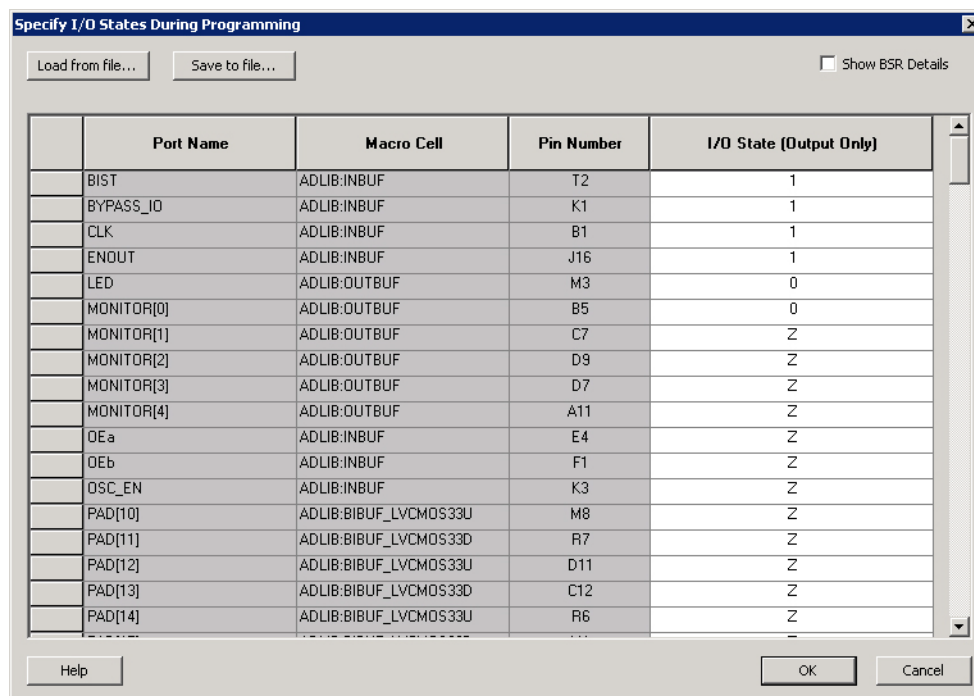 Specify I/O States During Programming
Load from file... Save to file... Show BSR Details
Port Name Macro Cell Pin Number I/O State (Output Only)
BIST ADLIB:INBUF T2 1
BYPASS_IO ADLIB:INBUF K1 1
CLK ADLIB:INBUF B1 1
ENOUT ADLIB:INBUF J16 1
LED ADLIB:OUTBUF M3 0
MONITOR[0] ADLIB:OUTBUF B5 0
MONITOR[1] ADLIB:OUTBUF C7 Z
MONITOR[2] ADLIB:OUTBUF D9 Z
MONITOR[3] ADLIB:OUTBUF D7 Z
MONITOR[4] ADLIB:OUTBUF A11 Z
OEa ADLIB:INBUF E4 Z
OEb ADLIB:INBUF F1 Z
OSC_EN ADLIB:INBUF K3 Z
PAD[10] ADLIB:BIBUF_LVCMOS33U M8 Z
PAD[11] ADLIB:BIBUF_LVCMOS33D R7 Z
PAD[12] ADLIB:BIBUF_LVCMOS33U D11 Z
PAD[13] ADLIB:BIBUF_LVCMOS33D C12 Z
PAD[14] ADLIB:BIBUF_LVCMOS33U R6 Z
Help OK Cancel